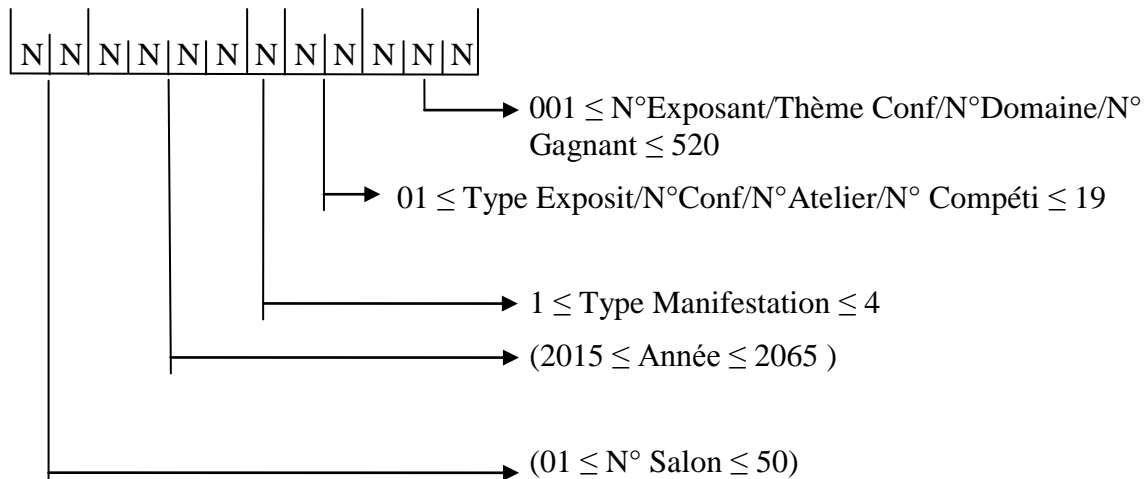 N N N N N N N N N N N N
001 ≤ N°Exposant/Thème Conf/N°Domaine/N°
Gagnant ≤ 520
01 ≤ Type Exposit/N°Conf/N°Atelier/N° Compéti ≤ 19
1 ≤ Type Manifestation ≤ 4
(2015 ≤ Année ≤ 2065 )
(01 ≤ N° Salon ≤ 50)